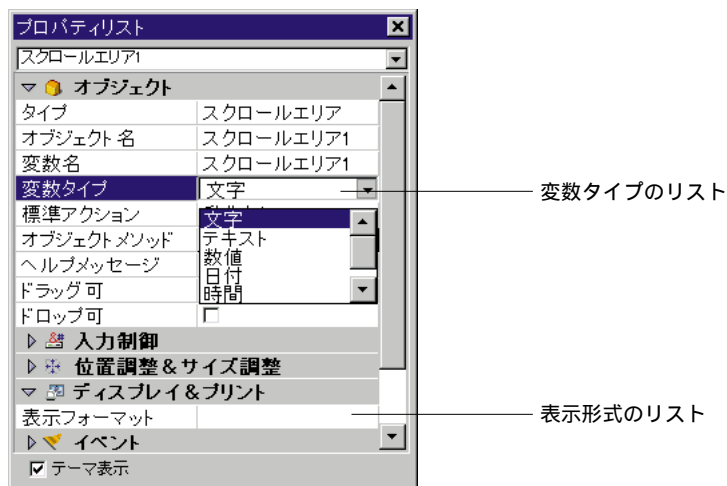 プロパティリスト
スクロールエリア1
オブジェクト
タイプ スクロールエリア
オブジェクト名 スクロールエリア1
変数名 スクロールエリア1
変数タイプ 文字
変数タイプのリスト
標準アクション
文字
オブジェクトメソッド
テキスト
ヘルプメッセージ
数値
日付
ドラッグ可
時間
ドロップ可
入力制御
位置調整&サイズ調整
ディスプレイ&プリント
表示フォーマット
表示形式のリスト
イベント
テーマ表示